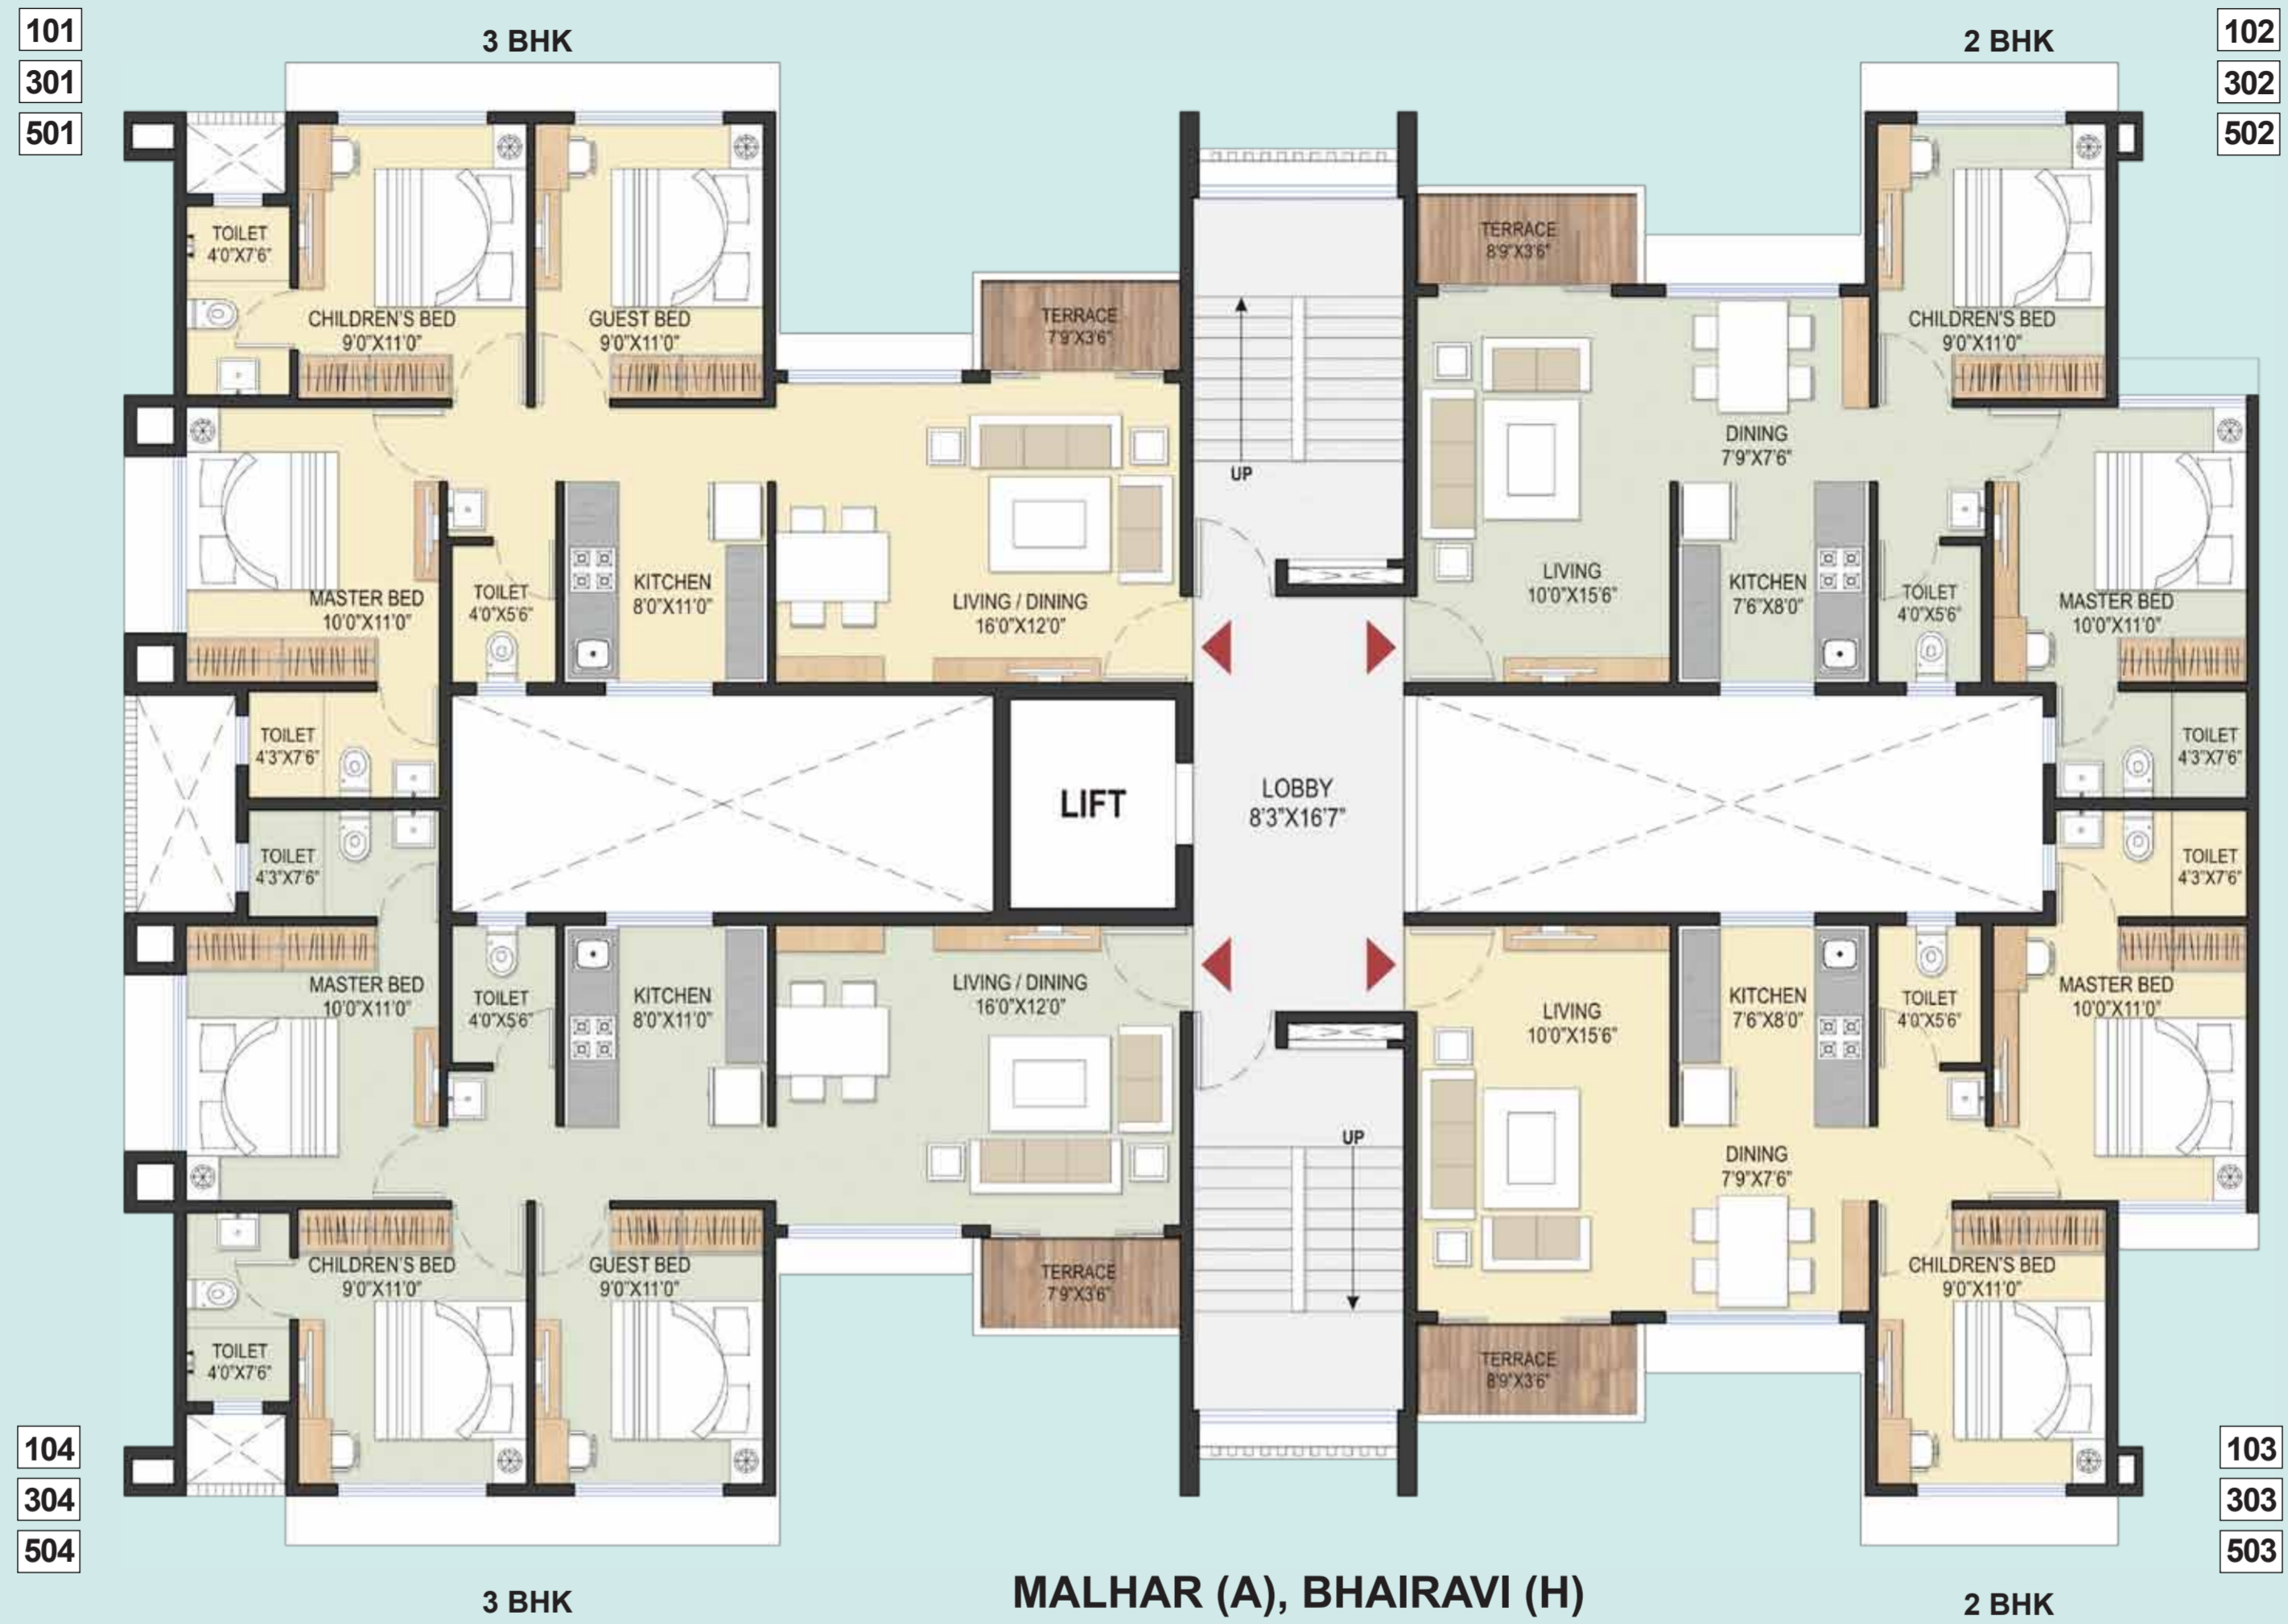 101
301
501
3 BHK
2 BHK
102
302
502
TOILET
4'0"X7'6"
CHILDREN'S BED
9'0"X11'0"
GUEST BED
9'0"X11'0"
TERRACE
7'9"X3'6"
UP
TERRACE
8'9"X3'6"
CHILDREN'S BED
9'0"X11'0"
DINING
7'9"X7'6"
MASTER BED
10'0"X11'0"
TOILET
4'0"X5'6"
KITCHEN
8'0"X11'0"
LIVING / DINING
16'0"X12'0"
LIVING
10'0"X15'6"
KITCHEN
7'6"X8'0"
TOILET
4'0"X5'6"
MASTER BED
10'0"X11'0"
TOILET
4'3"X7'6"
LIFT
LOBBY
8'3"X16'7"
TOILET
4'3"X7'6"
TOILET
4'3"X7'6"
TOILET
4'3"X7'6"
MASTER BED
10'0"X11'0"
TOILET
4'0"X5'6"
KITCHEN
8'0"X11'0"
LIVING / DINING
16'0"X12'0"
LIVING
10'0"X15'6"
KITCHEN
7'6"X8'0"
TOILET
4'0"X5'6"
MASTER BED
10'0"X11'0"
UP
DINING
7'9"X7'6"
CHILDREN'S BED
9'0"X11'0"
GUEST BED
9'0"X11'0"
TERRACE
7'9"X3'6"
CHILDREN'S BED
9'0"X11'0"
TOILET
4'0"X7'6"
TERRACE
8'9"X3'6"
104
304
504
103
303
503
3 BHK
MALHAR (A), BHAIRAVI (H)
2 BHK